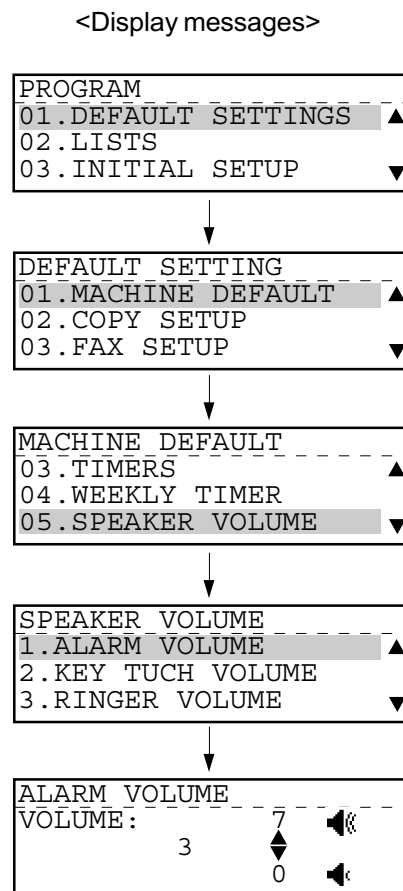 <Display messages>
PROGRAM
01.DEFAULT SETTINGS
02.LISTS
03.INITIAL SETUP
DEFAULT SETTING
01.MACHINE DEFAULT
02.COPY SETUP
03.FAX SETUP
MACHINE DEFAULT
03.TIMERS
04.WEEKLY TIMER
05.SPEAKER VOLUME
SPEAKER VOLUME
1.ALARM VOLUME
2.KEY TUCH VOLUME
3.RINGER VOLUME
ALARM VOLUME
VOLUME: 7
3
0